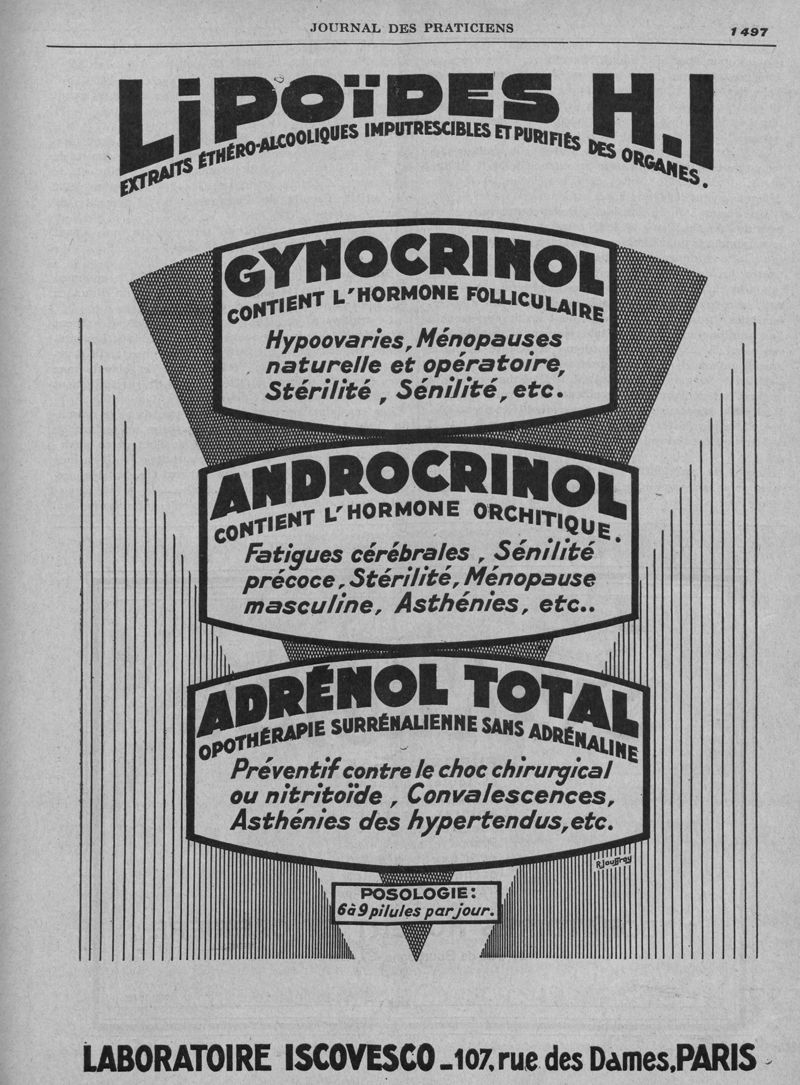 JOURNAL DES PRATICIENS
1497
LiPOÏDES H.I
EXTRAITS ÉTHÉRO-ALCOOLIQUES IMPUTRESCIBLES ET PURIFIÉS DES ORGANES.
GYNOCRINOL
CONTIENT L'HORMONE FOLLICULAIRE
Hypoovaries, Ménopauses
naturelle et opératoire,
Stérilité, Sénilité, etc.
ANDROCRINOL
CONTIENT L'HORMONE ORCHITIQUE.
Fatigues cérébrales, Sénilité
précoce, Stérilité, Ménopause
masculine, Asthénies, etc..
ADRÉNOL TOTAL
OPOTHÉRAPIE SURRÉNALIENNE SANS ADRÉNALINE
Préventif contre le choc chirurgical
ou nitritoïde, Convalescences,
Asthénies des hypertendus, etc.
R. Jouffroy
POSOLOGIE:
6 à 9 pilules par jour.
LABORATOIRE ISCOVESCO _ 107, rue des Dames, PARIS